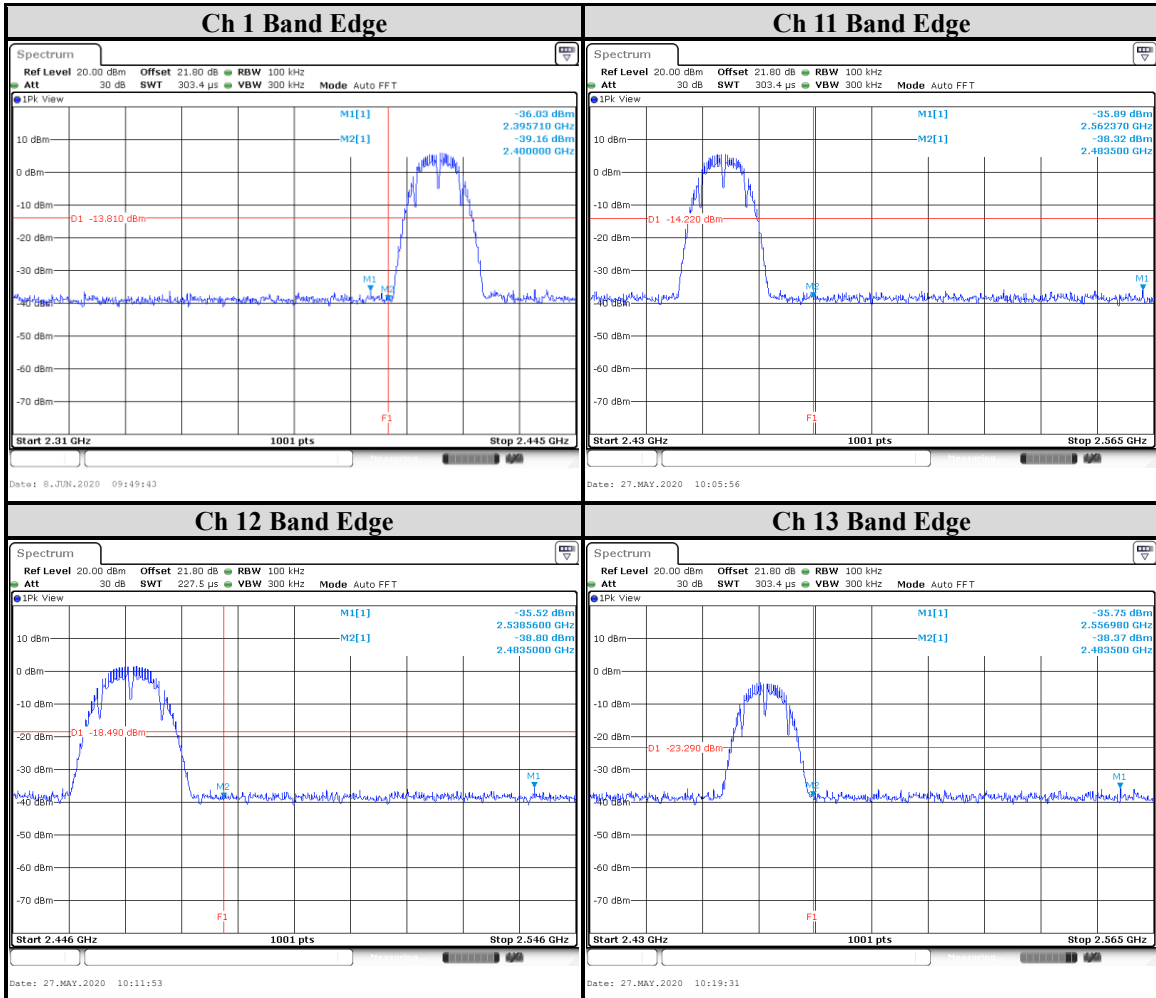 Ch 1 Band Edge
Spectrum
Ref Level 20.00 dBm Offset 21.80 dB RBW 100 kHz
Att 30 dB SWT 303.4 µs VBW 300 kHz Mode Auto FFT
1Pk View
M1[1] -36.03 dBm
2.395710 GHz
10 dBm M2[1] -39.16 dBm
2.400000 GHz
0 dBm
-10 dBm
D1 -13.810 dBm
-20 dBm
-30 dBm
M1
M2
-40 dBm
-50 dBm
-60 dBm
-70 dBm
F1
Start 2.31 GHz 1001 pts Stop 2.445 GHz
Measuring...
Date: 8.JUN.2020 09:49:43
Ch 11 Band Edge
Spectrum
Ref Level 20.00 dBm Offset 21.80 dB RBW 100 kHz
Att 30 dB SWT 303.4 µs VBW 300 kHz Mode Auto FFT
1Pk View
M1[1] -35.89 dBm
2.562370 GHz
10 dBm M2[1] -38.32 dBm
2.483500 GHz
0 dBm
-10 dBm
D1 -14.220 dBm
-20 dBm
-30 dBm
M1
M2
-40 dBm
-50 dBm
-60 dBm
-70 dBm
F1
Start 2.43 GHz 1001 pts Stop 2.565 GHz
Measuring...
Date: 27.MAY.2020 10:05:56
Ch 12 Band Edge
Spectrum
Ref Level 20.00 dBm Offset 21.80 dB RBW 100 kHz
Att 30 dB SWT 227.5 µs VBW 300 kHz Mode Auto FFT
1Pk View
M1[1] -35.52 dBm
2.5385600 GHz
10 dBm M2[1] -38.80 dBm
2.4835000 GHz
0 dBm
-10 dBm
D1 -18.490 dBm
-20 dBm
-30 dBm
M1
M2
-40 dBm
-50 dBm
-60 dBm
-70 dBm
F1
Start 2.446 GHz 1001 pts Stop 2.546 GHz
Measuring...
Date: 27.MAY.2020 10:11:53
Ch 13 Band Edge
Spectrum
Ref Level 20.00 dBm Offset 21.80 dB RBW 100 kHz
Att 30 dB SWT 303.4 µs VBW 300 kHz Mode Auto FFT
1Pk View
M1[1] -35.75 dBm
2.556980 GHz
10 dBm M2[1] -38.37 dBm
2.483500 GHz
0 dBm
-10 dBm
-20 dBm
D1 -23.290 dBm
-30 dBm
M1
M2
-40 dBm
-50 dBm
-60 dBm
-70 dBm
F1
Start 2.43 GHz 1001 pts Stop 2.565 GHz
Measuring...
Date: 27.MAY.2020 10:19:31